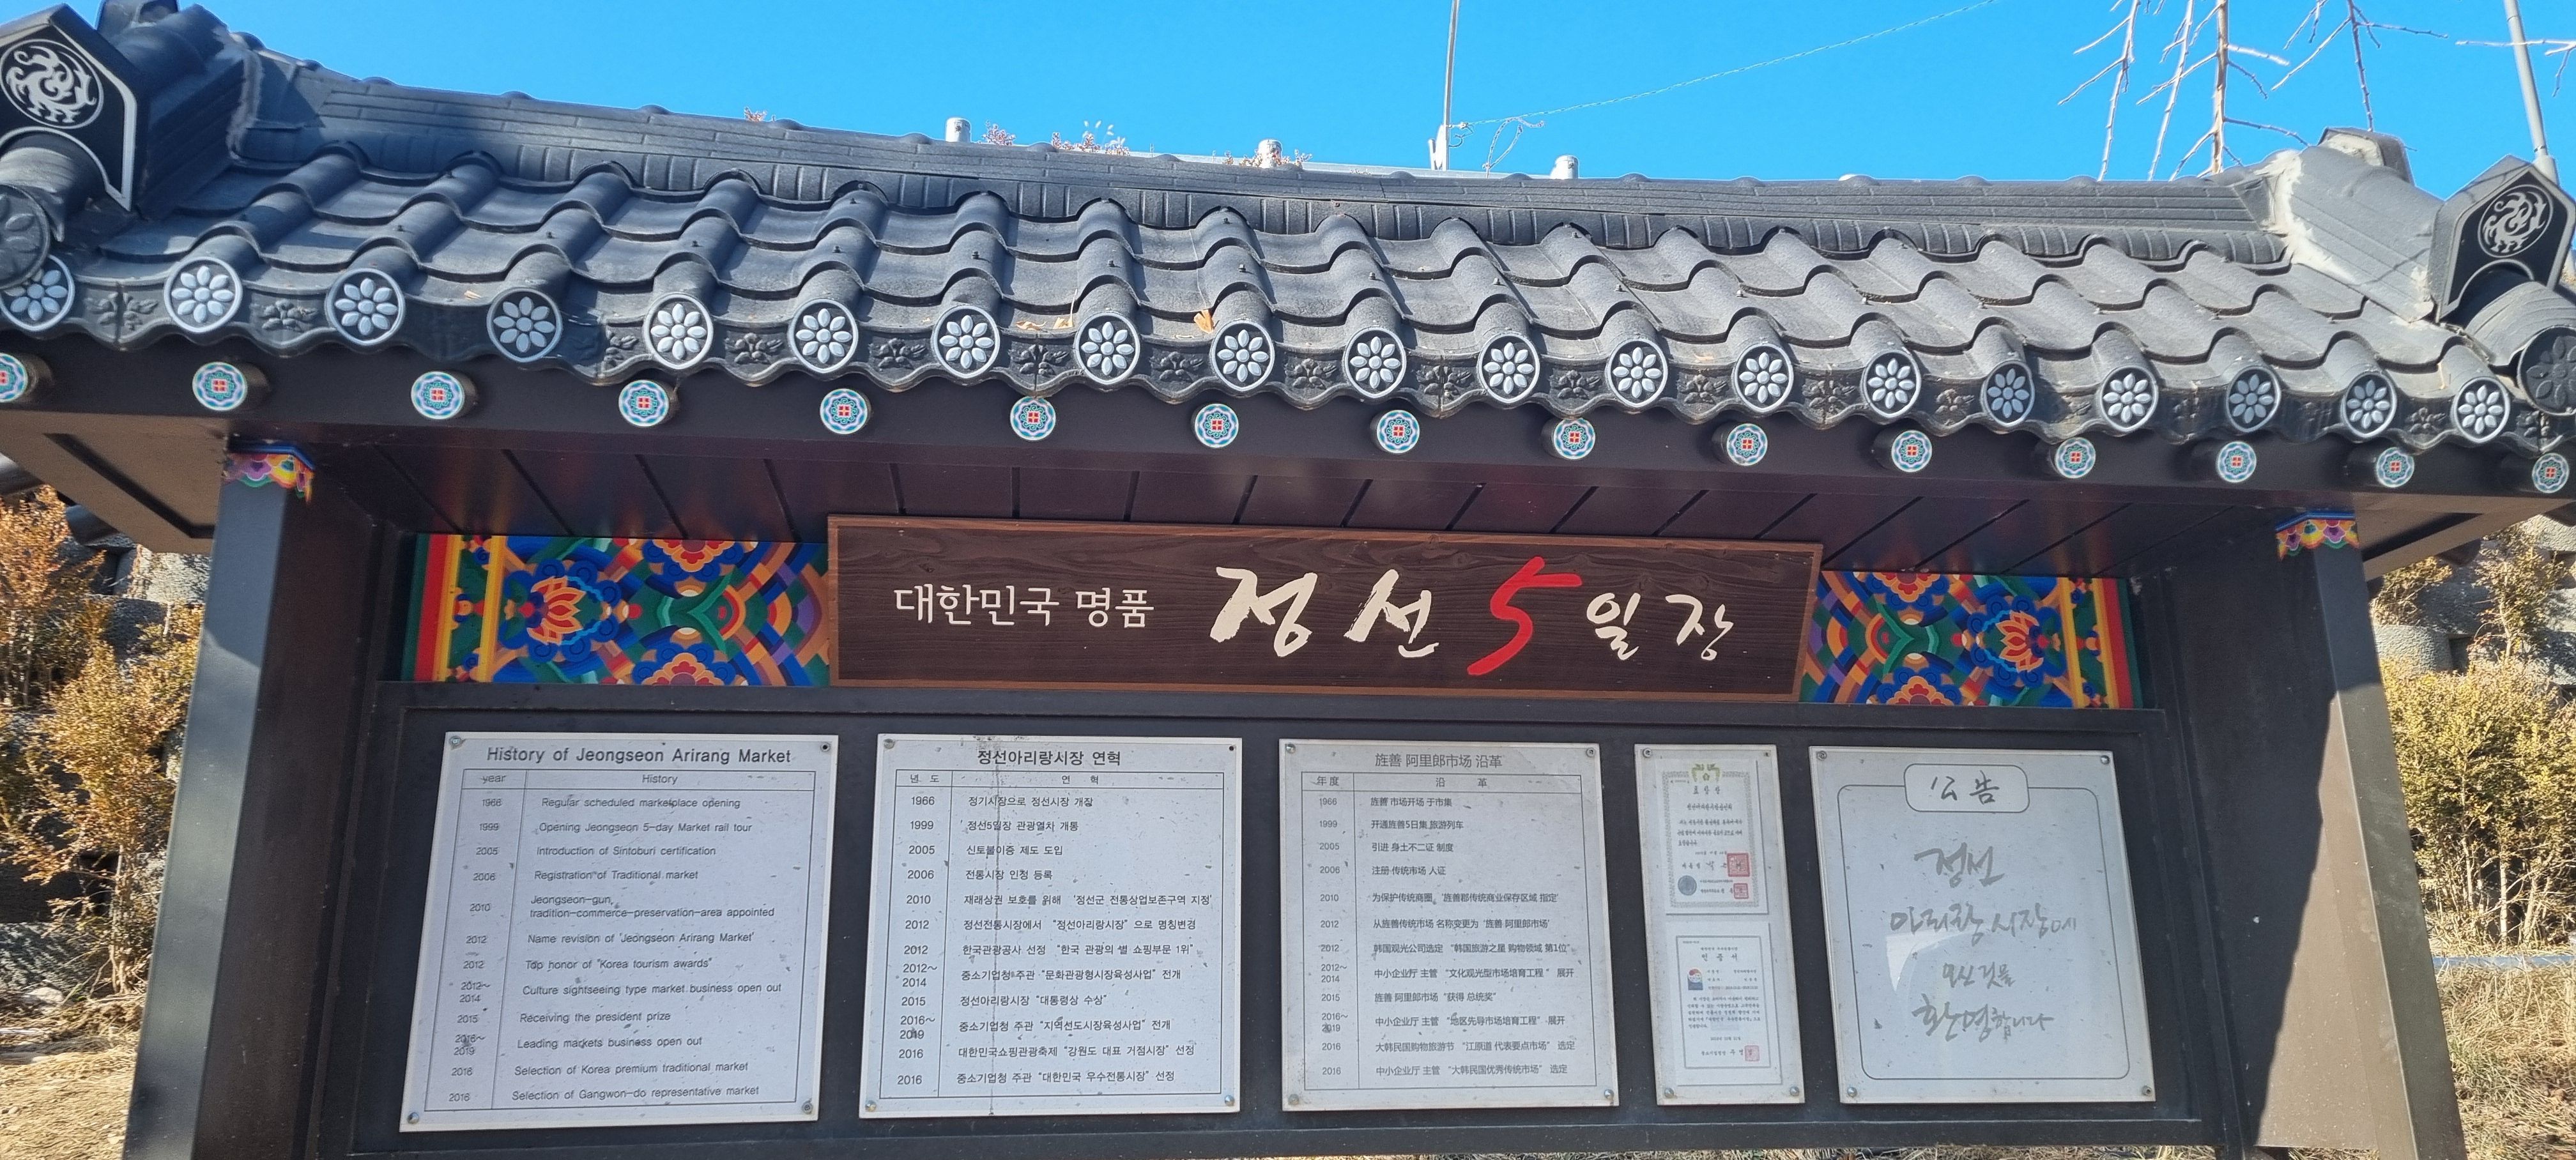 대한민국 명품 정선 5일장
History of Jeongseon Arirang Market
year History
1966 Regular scheduled marketplace opening
1999 Opening Jeongseon 5-day Market rail tour
2005 Introduction of Sintoburi certification
2006 Registration of Traditional market
2010 Jeongseon-gun,
tradition-commerce-preservation-area appointed
2012 Name revision of 'Jeongseon Arirang Market'
2012 Top honor of "Korea tourism awards"
2012~
2014 Culture sightseeing type market business open out
2015 Receiving the president prize
2016~
2019 Leading markets business open out
2016 Selection of Korea premium traditional market
2016 Selection of Gangwon-do representative market
정선아리랑시장 연혁
년 도 연 혁
1966 정기시장으로 정선시장 개장
1999 정선5일장 관광열차 개통
2005 신토불이증 제도 도입
2006 전통시장 인정 등록
2010 재래상권 보호를 위해 '정선군 전통상업보존구역 지정'
2012 정선전통시장에서 "정선아리랑시장"으로 명칭변경
2012 한국관광공사 선정 "한국 관광의 별 쇼핑부문 1위"
2012~
2014 중소기업청 주관 "문화관광형시장육성사업" 전개
2015 정선아리랑시장 "대통령상 수상"
2016~
2019 중소기업청 주관 "지역선도시장육성사업" 전개
2016 대한민국쇼핑관광축제 "강원도 대표 거점시장" 선정
2016 중소기업청 주관 "대한민국 우수전통시장" 선정
旌善 阿里郎市场 沿革
年度 沿 革
1966 旌善 市场开场 于市集
1999 开通旌善5日集 旅游列车
2005 引进 身土不二证 制度
2006 注册 传统市场 人证
2010 为保护传统商圈, '旌善郡传统商业保存区域 指定'
2012 从旌善传统市场 名称变更为 '旌善 阿里郎市场'
2012 韩国观光公司选定 "韩国旅游之星 购物领域 第1位"
2012~
2014 中小企业厅 主管 "文化观光型市场培育工程" 展开
2015 旌善 阿里郎市场 "获得 总统奖"
2016~
2019 中小企业厅 主管 "地区先导市场培育工程" 展开
2016 大韩民国购物旅游节 "江原道 代表要点市场" 选定
2016 中小企业厅 主管 "大韩民国优秀传统市场" 选定
표 창 장
인 증 서
公告
정선
아리랑 시장에
오신 것을
환영합니다